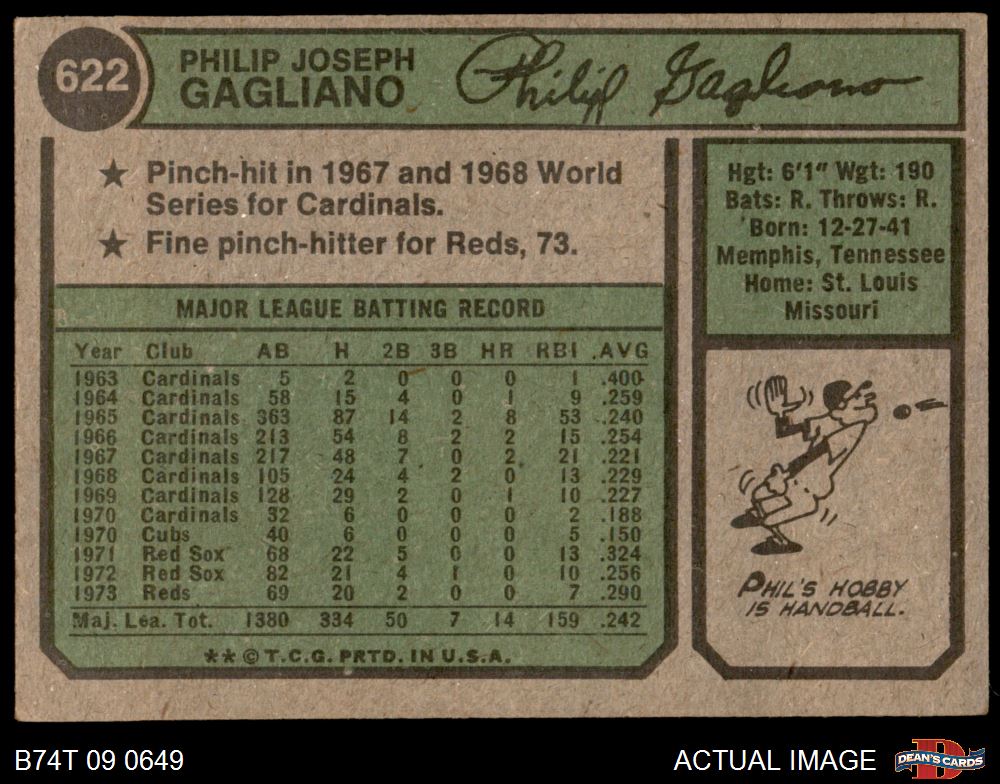 622
PHILIP JOSEPH
GAGLIANO
Philip Gagliano
★ Pinch-hit in 1967 and 1968 World
Series for Cardinals.
★ Fine pinch-hitter for Reds, 73.
Hgt: 6'1" Wgt: 190
Bats: R. Throws: R.
Born: 12-27-41
Memphis, Tennessee
Home: St. Louis
Missouri
MAJOR LEAGUE BATTING RECORD
Year Club AB H 2B 3B HR RBI AVG
1963 Cardinals 5 2 0 0 0 1 .400
1964 Cardinals 58 15 4 0 1 9 .259
1965 Cardinals 363 87 14 2 8 53 .240
1966 Cardinals 213 54 8 2 2 15 .254
1967 Cardinals 217 48 7 0 2 21 .221
1968 Cardinals 105 24 4 2 0 13 .229
1969 Cardinals 128 29 2 0 1 10 .227
1970 Cardinals 32 6 0 0 0 2 .188
1970 Cubs 40 6 0 0 0 5 .150
1971 Red Sox 68 22 5 0 0 13 .324
1972 Red Sox 82 21 4 1 0 10 .256
1973 Reds 69 20 2 0 0 7 .290
Maj. Lea. Tot. 1380 334 50 7 14 159 .242
** © T.C.G. PRTD. IN U.S.A.
PHIL'S HOBBY
IS HANDBALL.
B74T 09 0649
ACTUAL IMAGE
D
DEAN'S CARDS